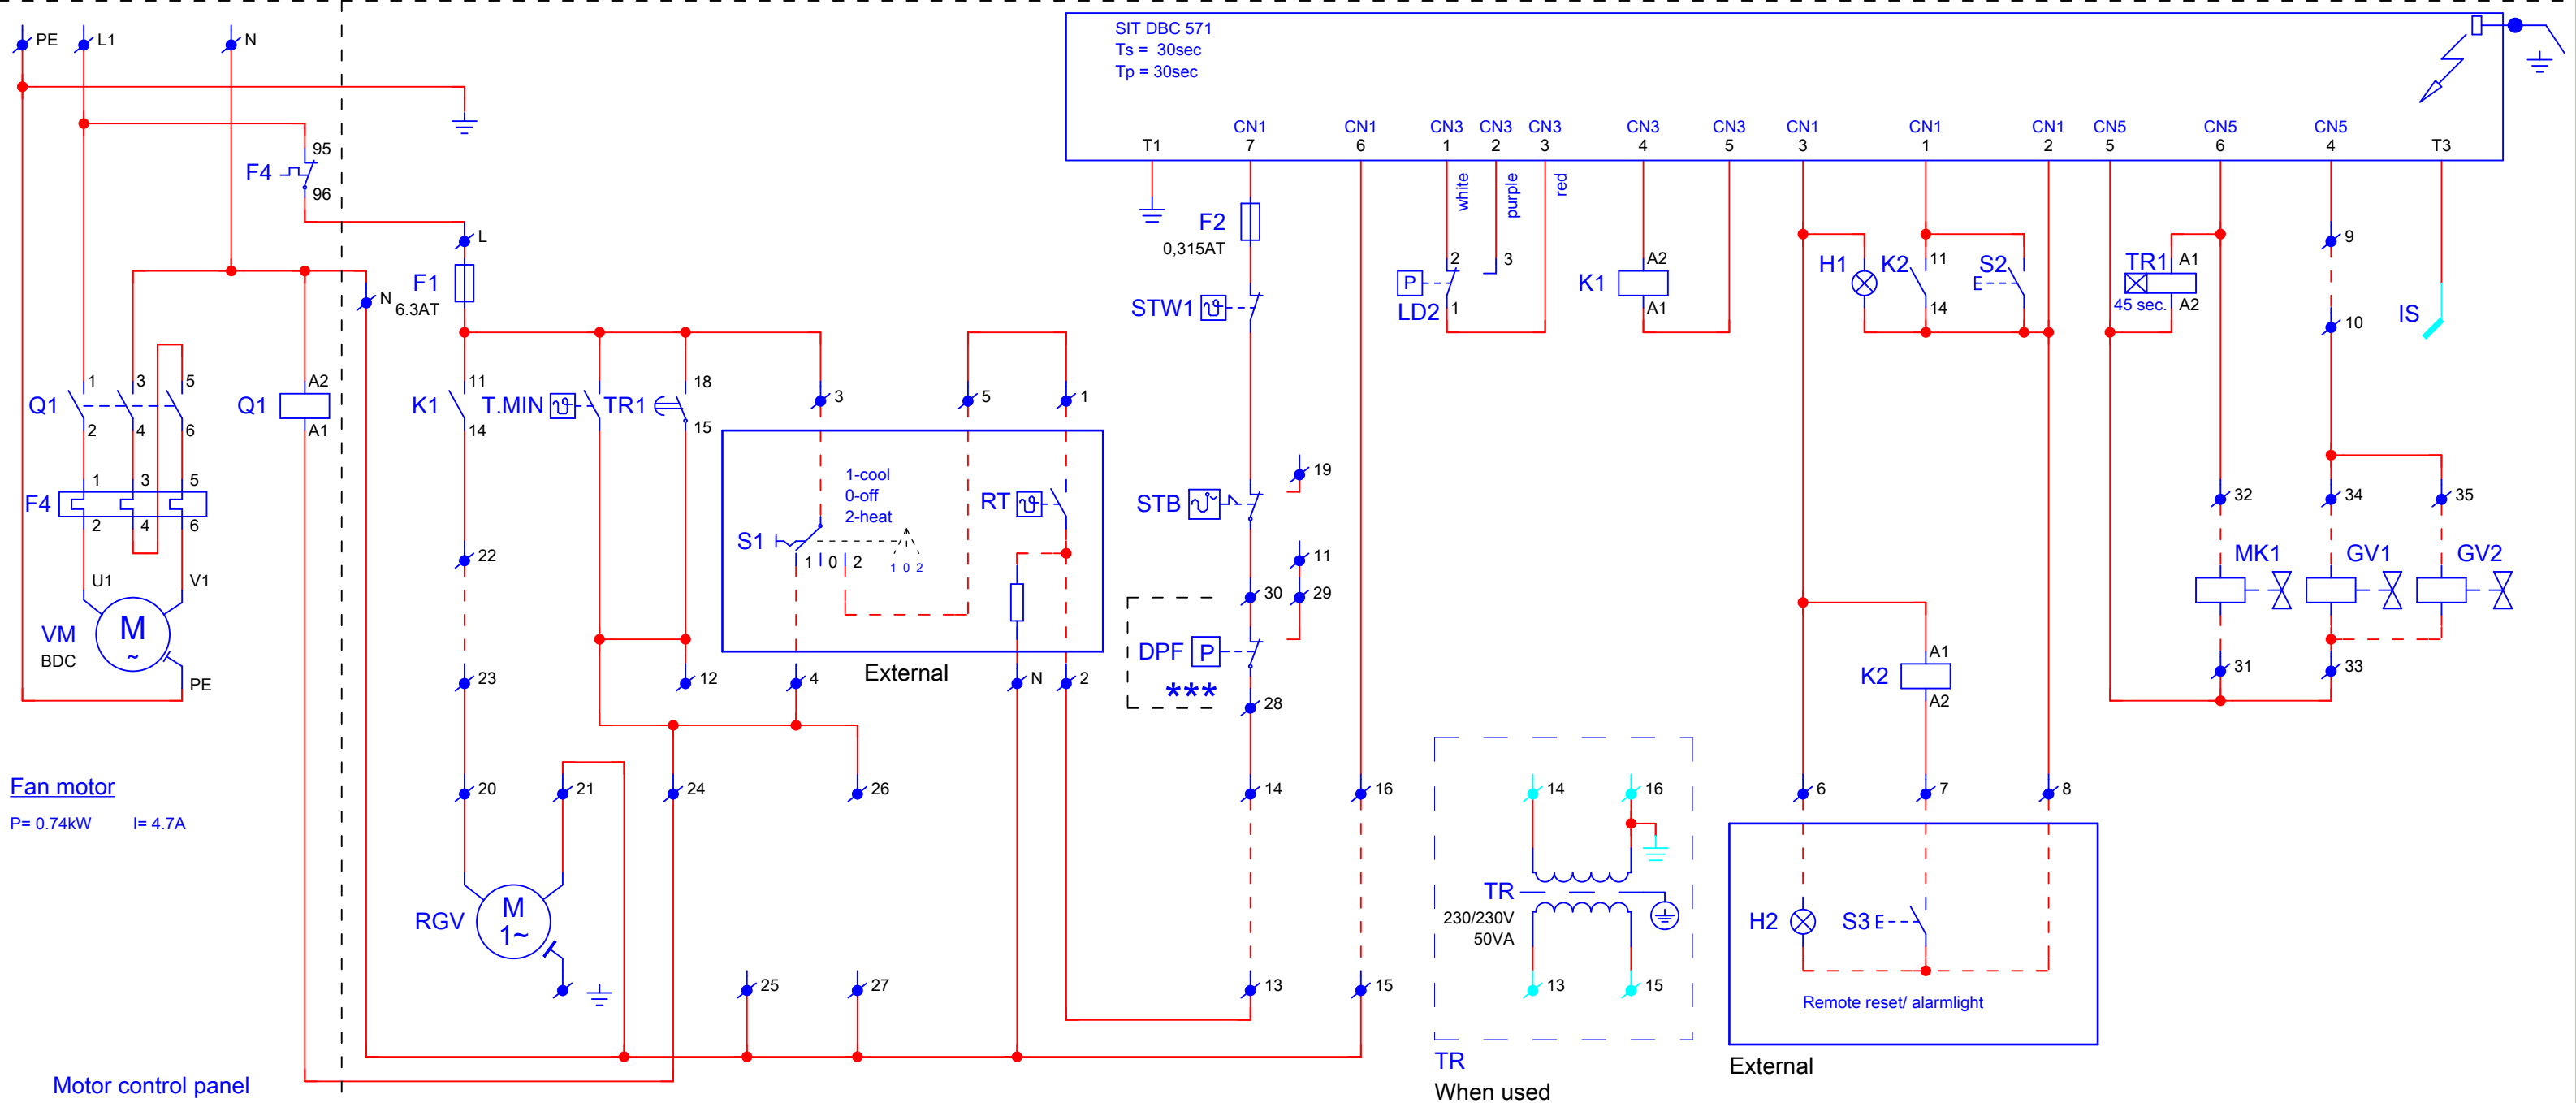 PE
L1
N
SIT DBC 571
Ts = 30sec
Tp = 30sec
CN1
CN1
CN3
CN3
CN3
CN3
CN3
CN1
CN1
CN1
CN5
CN5
CN5
T1
7
6
1
2
3
4
5
3
1
2
5
6
4
T3
95
F4
96
white
purple
red
L
F2
0,315AT
9
F1
6.3AT
N
STW1
2
3
P
LD2
1
A2
K1
A1
H1
K2
11
14
S2
TR1
A1
45 sec.
A2
10
IS
1
3
5
Q1
2
4
6
A2
Q1
A1
11
K1
14
T.MIN
TR1
18
15
3
5
1
1
3
5
F4
2
4
6
1-cool
0-off
2-heat
RT
S1
1
0
2
1 0 2
External
19
STB
11
30
29
DPF
P
***
28
32
34
35
MK1
GV1
GV2
31
33
22
U1
V1
VM
BDC
M
~
PE
23
12
4
N
2
A1
K2
A2
Fan motor
P= 0.74kW
I= 4.7A
20
21
24
26
14
16
14
16
6
7
8
RGV
M
1~
TR
230/230V
50VA
H2
S3
25
27
13
15
13
15
Remote reset/ alarmlight
TR
When used
External
Motor control panel